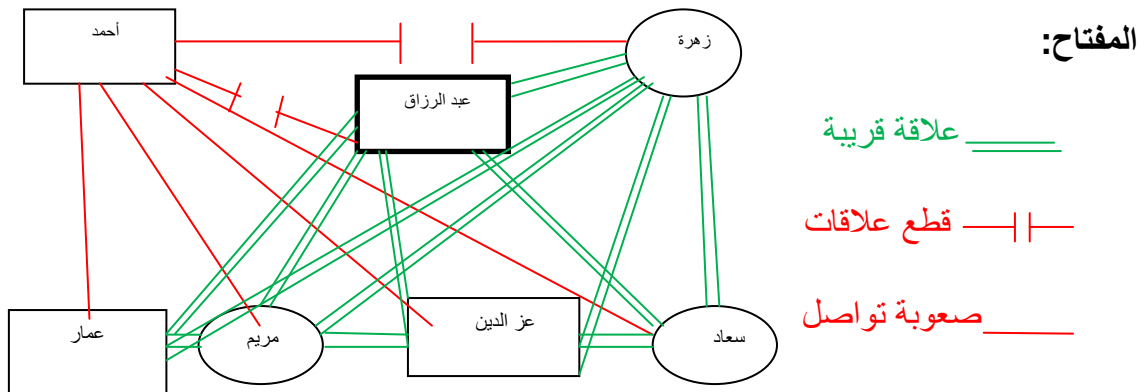 المفتاح:
أحمد
زهرة
عبد الرزاق
علاقة قريبة
قطع علاقات
صعوبة تواصل
عمار
مريم
عز الدين
سعاد